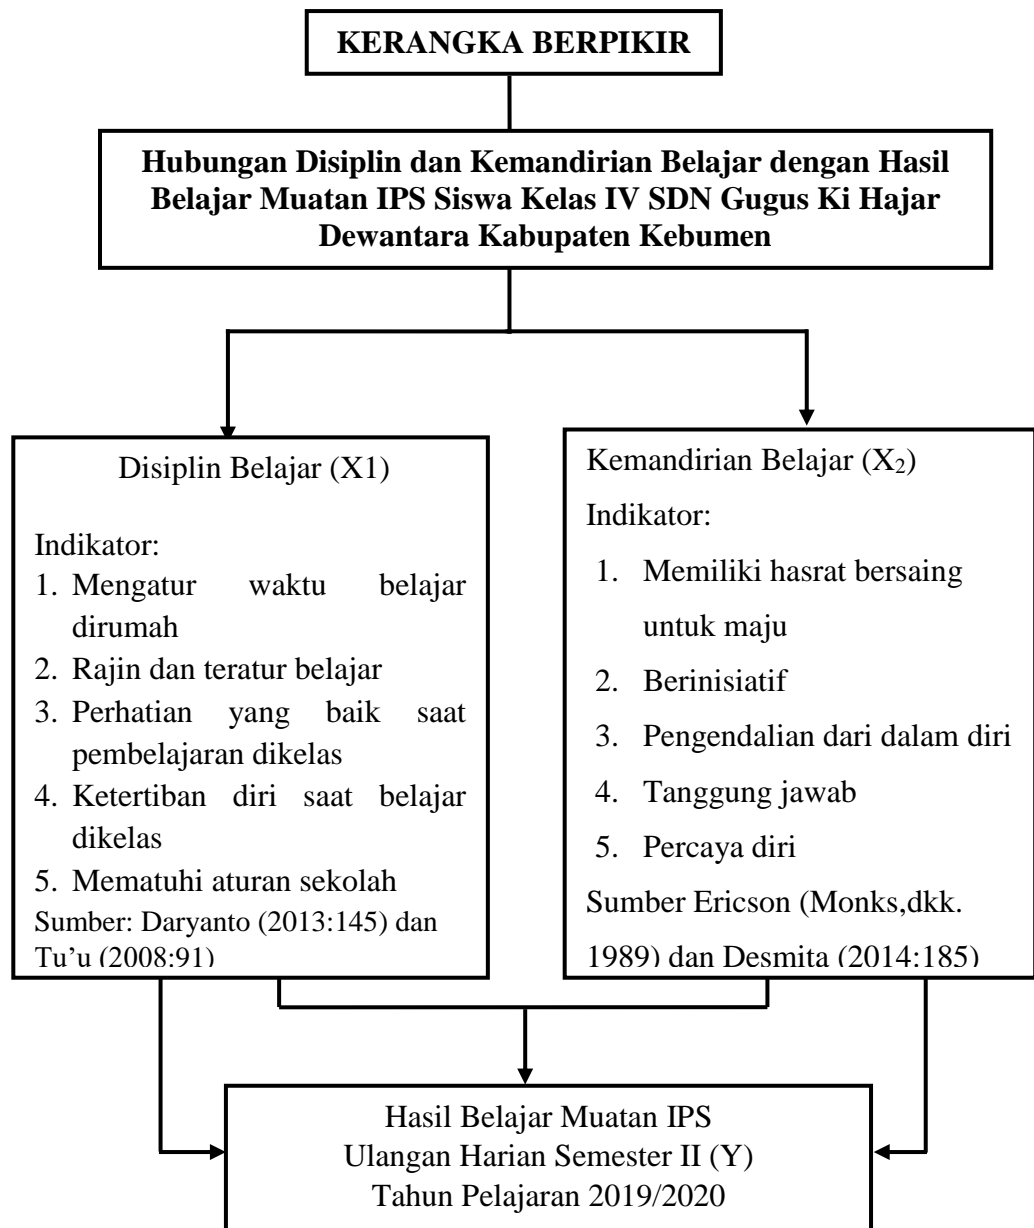 KERANGKA BERPIKIR
Hubungan Disiplin dan Kemandirian Belajar dengan Hasil
Belajar Muatan IPS Siswa Kelas IV SDN Gugus Ki Hajar
Dewantara Kabupaten Kebumen
Disiplin Belajar (X1)
Indikator:
1. Mengatur waktu belajar
dirumah
2. Rajin dan teratur belajar
3. Perhatian yang baik saat
pembelajaran dikelas
4. Ketertiban diri saat belajar
dikelas
5. Mematuhi aturan sekolah
Sumber: Daryanto (2013:145) dan
Tu’u (2008:91)
Kemandirian Belajar (X₂)
Indikator:
1. Memiliki hasrat bersaing
untuk maju
2. Berinisiatif
3. Pengendalian dari dalam diri
4. Tanggung jawab
5. Percaya diri
Sumber Ericson (Monks,dkk.
1989) dan Desmita (2014:185)
Hasil Belajar Muatan IPS
Ulangan Harian Semester II (Y)
Tahun Pelajaran 2019/2020